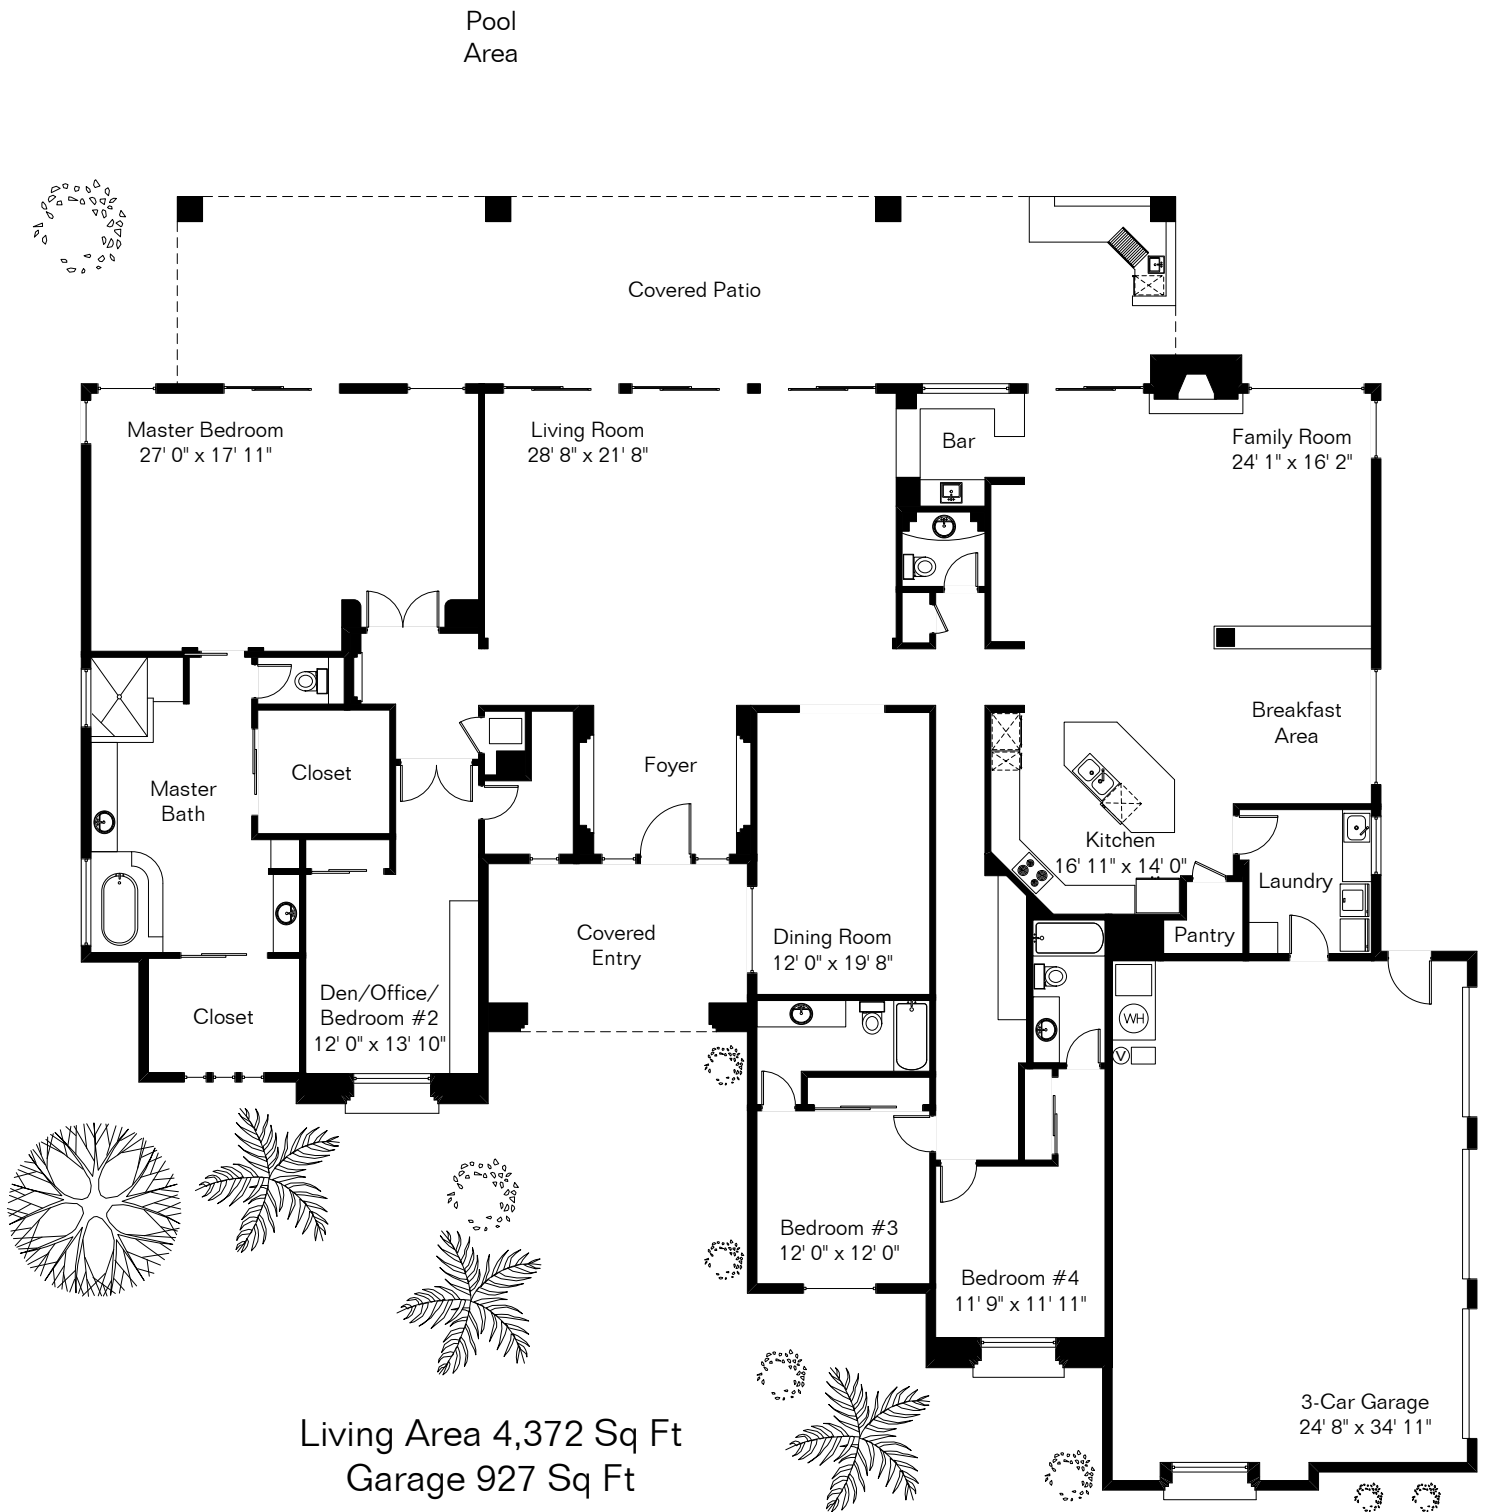 Pool
Area
Covered Patio
Master Bedroom
27' 0" x 17' 11"
Living Room
28' 8" x 21' 8"
Bar
Family Room
24' 1" x 16' 2"
Breakfast
Area
Closet
Master
Bath
Foyer
Kitchen
16' 11" x 14' 0"
Laundry
Pantry
Covered
Entry
Dining Room
12' 0" x 19' 8"
Closet
Den/Office/
Bedroom #2
12' 0" x 13' 10"
WH
V
Bedroom #3
12' 0" x 12' 0"
Bedroom #4
11' 9" x 11' 11"
3-Car Garage
24' 8" x 34' 11"
Living Area 4,372 Sq Ft
Garage 927 Sq Ft